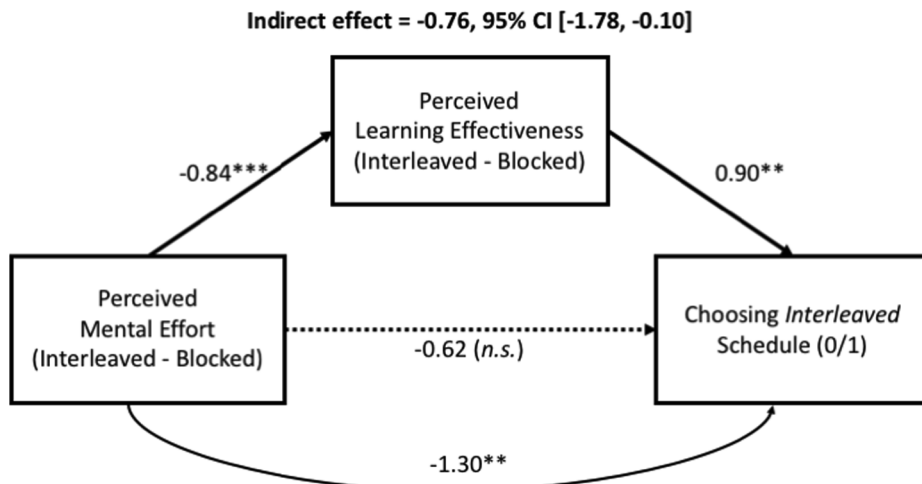 Indirect effect = -0.76, 95% CI [-1.78, -0.10]
Perceived
Learning Effectiveness
(Interleaved - Blocked)
-0.84***
0.90**
Perceived
Mental Effort
(Interleaved - Blocked)
Choosing Interleaved
Schedule (0/1)
-0.62 (n.s.)
-1.30**